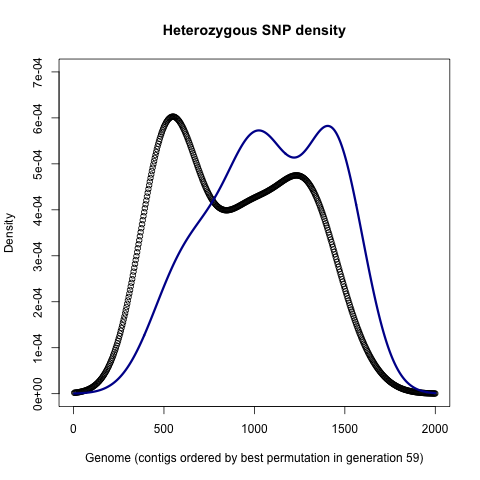 Heterozygous SNP density
7e-04
6e-04
5e-04
4e-04
3e-04
2e-04
1e-04
0e+00
Density
0 500 1000 1500 2000
Genome (contigs ordered by best permutation in generation 59)